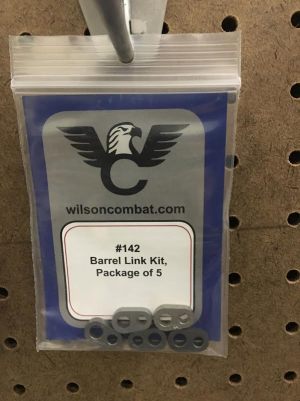 wilsoncombat.com
#142
Barrel Link Kit,
Package of 5